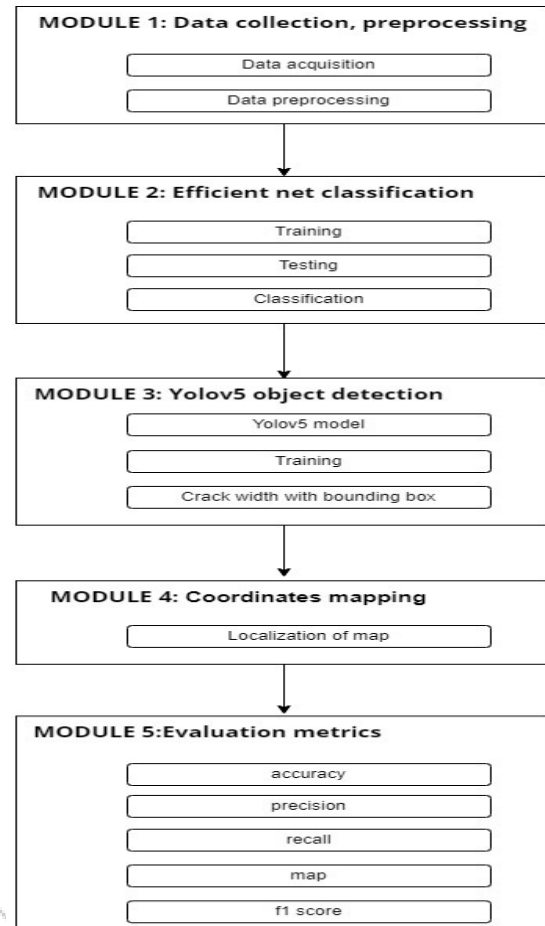 MODULE 1: Data collection, preprocessing
Data acquisition
Data preprocessing
MODULE 2: Efficient net classification
Training
Testing
Classification
MODULE 3: Yolov5 object detection
Yolov5 model
Training
Crack width with bounding box
MODULE 4: Coordinates mapping
Localization of map
MODULE 5:Evaluation metrics
accuracy
precision
recall
map
f1 score